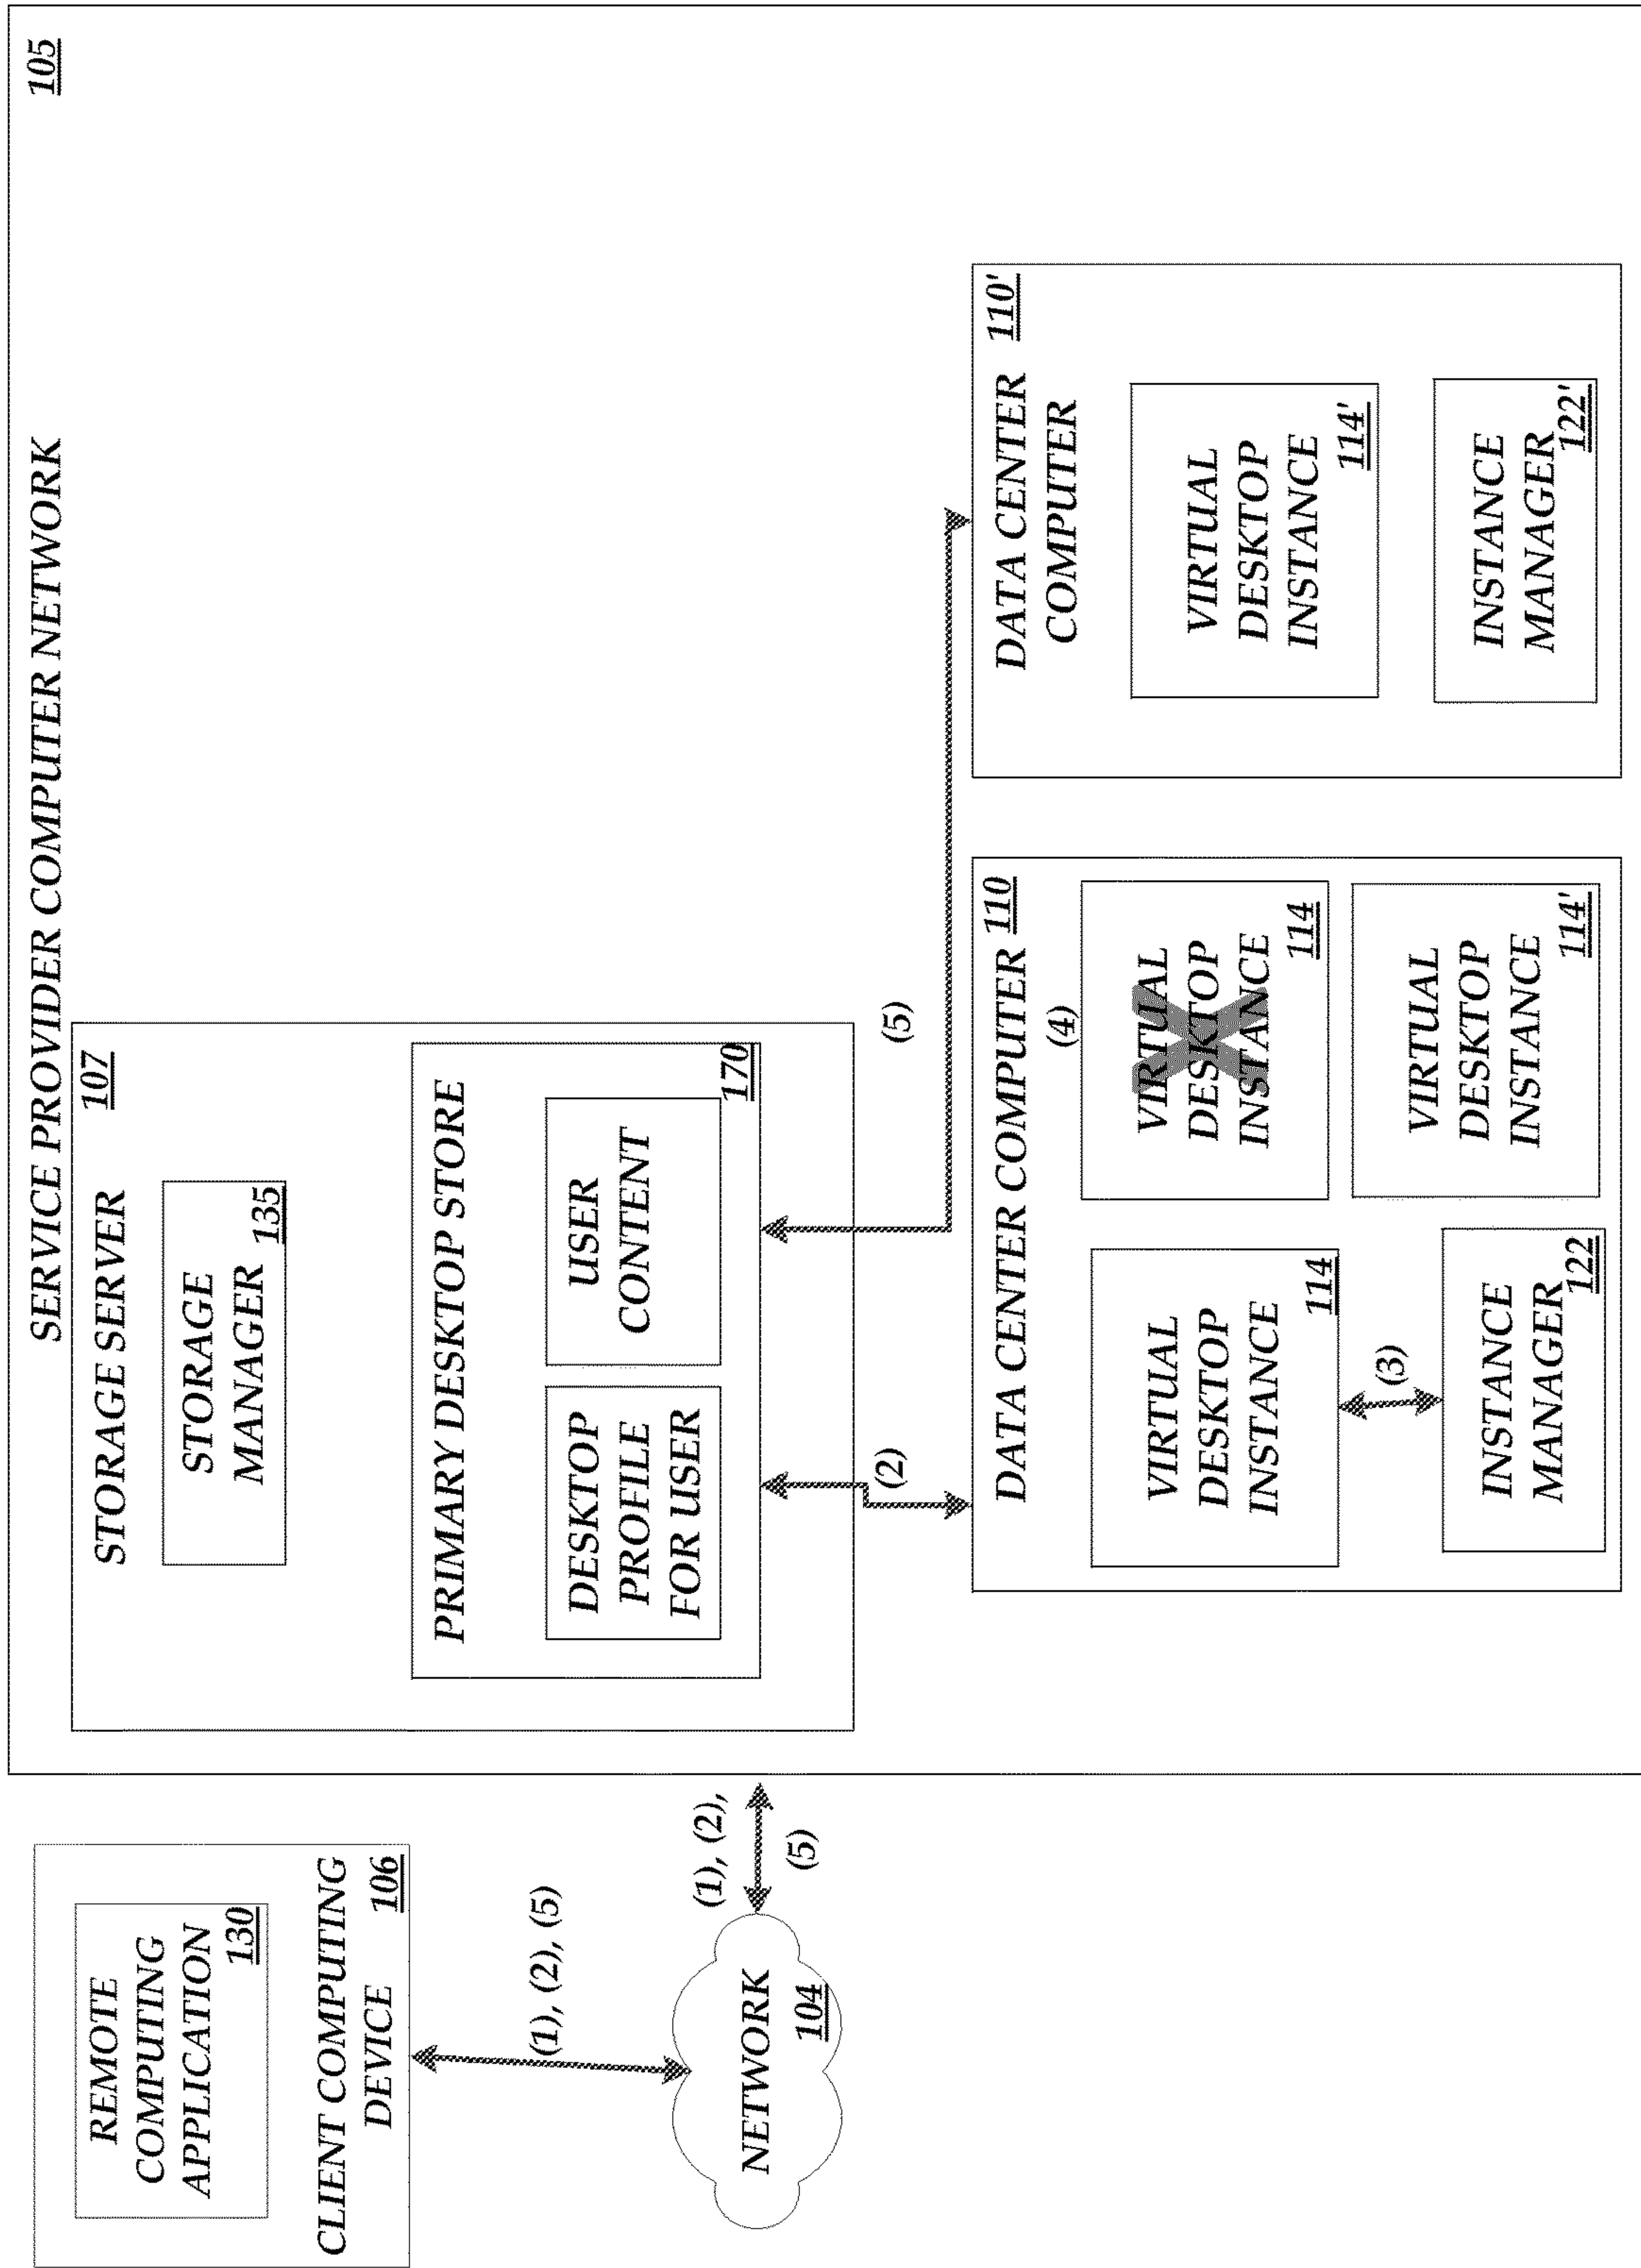 SERVICE PROVIDER COMPUTER NETWORK
105
REMOTE
COMPUTING
APPLICATION
130
CLIENT COMPUTING
DEVICE
106
(1), (2), (5)
NETWORK
104
(1), (2),
(5)
STORAGE SERVER
107
STORAGE
MANAGER
135
PRIMARY DESKTOP STORE
DESKTOP
PROFILE
FOR USER
USER
CONTENT
170
(2)
(5)
DATA CENTER COMPUTER
110
VIRTUAL
DESKTOP
INSTANCE
114
(3)
INSTANCE
MANAGER
122
(4)
VIRTUAL
DESKTOP
INSTANCE
114
VIRTUAL
DESKTOP
INSTANCE
114'
DATA CENTER
COMPUTER
110'
VIRTUAL
DESKTOP
INSTANCE
114'
INSTANCE
MANAGER
122'